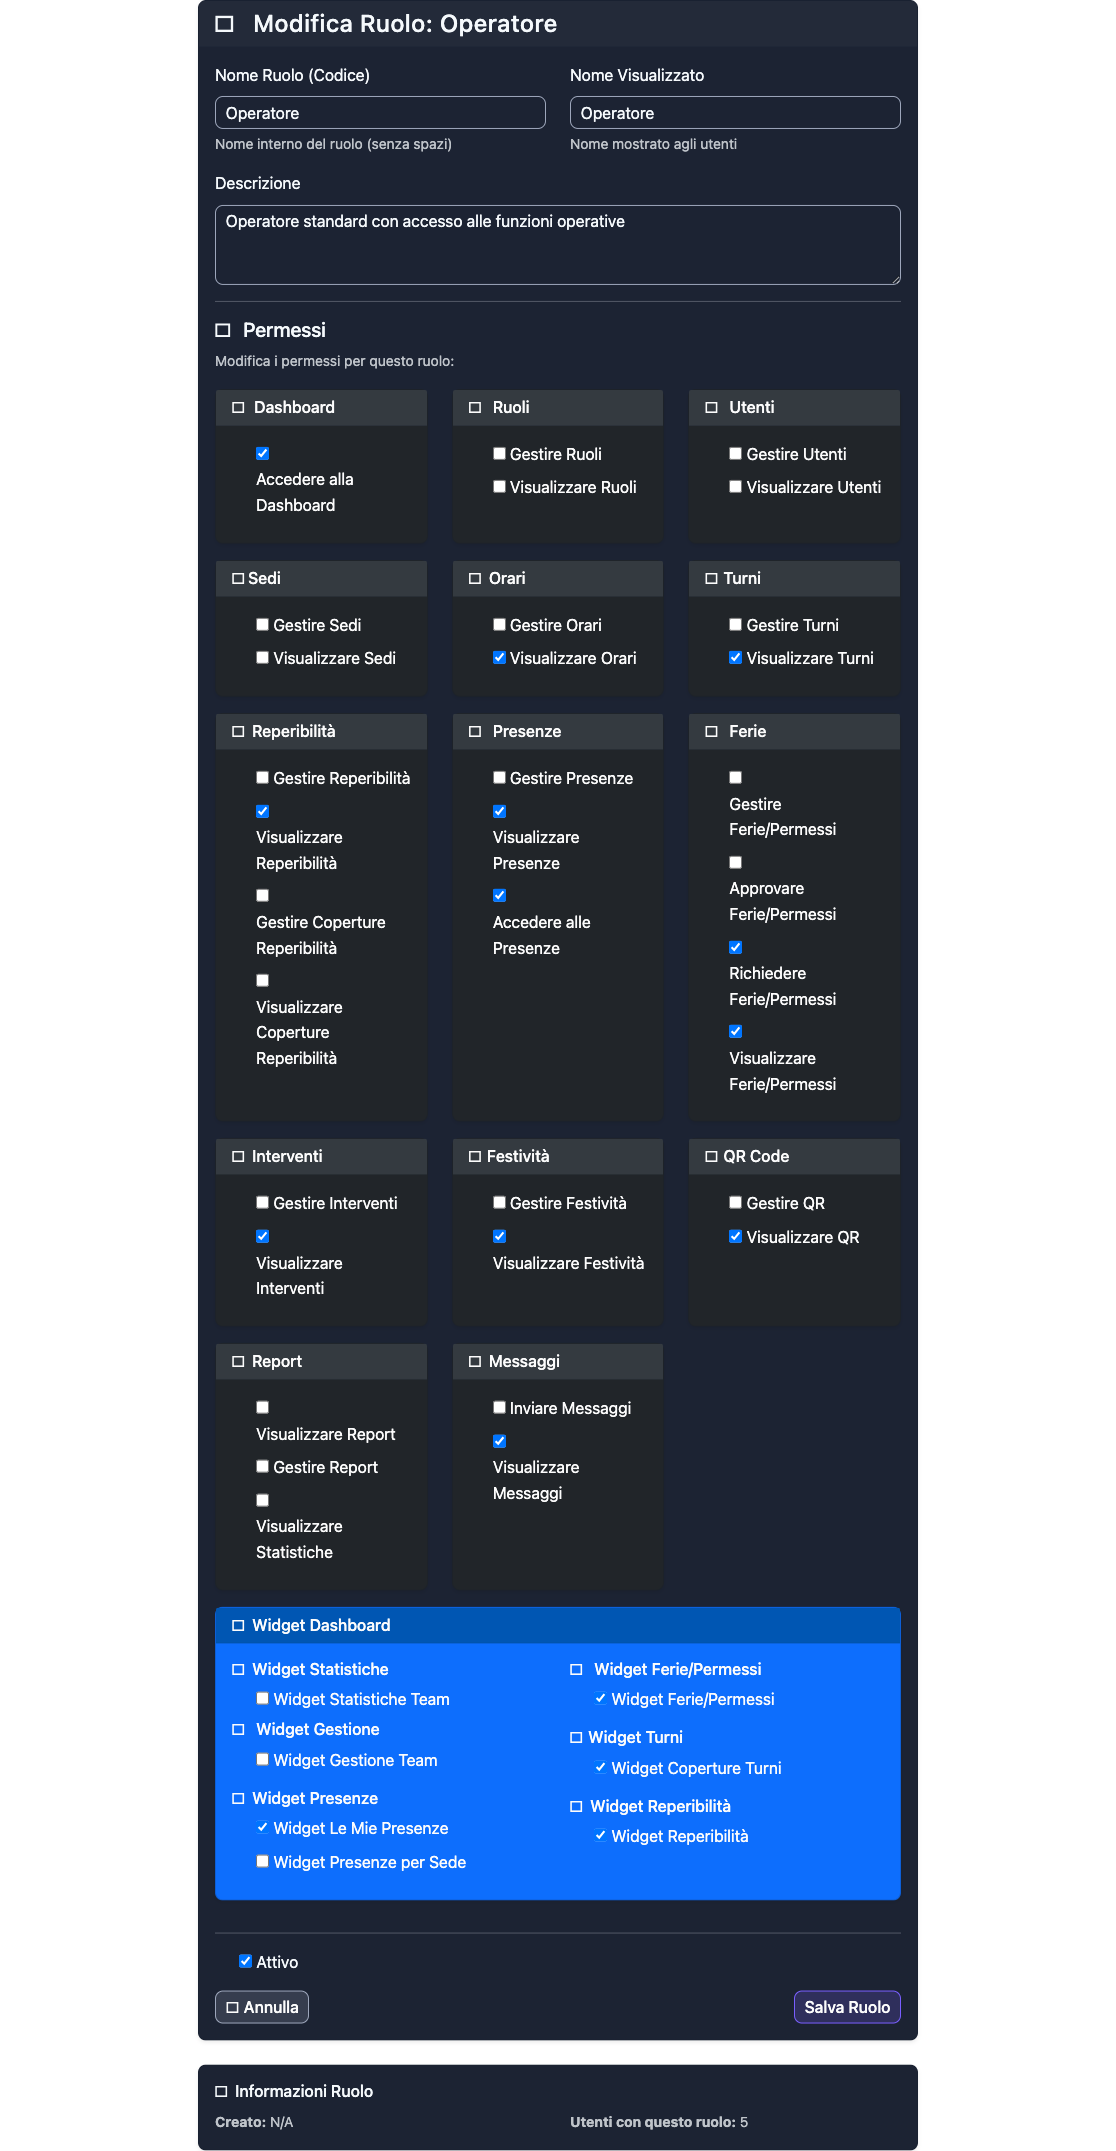 Modifica Ruolo: Operatore
Nome Ruolo (Codice)
Nome Visualizzato
Operatore
Operatore
Nome interno del ruolo (senza spazi)
Nome mostrato agli utenti
Descrizione
Operatore standard con accesso alle funzioni operative
Permessi
Modifica i permessi per questo ruolo:
Dashboard
Accedere alla
Dashboard
Ruoli
Gestire Ruoli
Visualizzare Ruoli
Utenti
Gestire Utenti
Visualizzare Utenti
Sedi
Gestire Sedi
Visualizzare Sedi
Orari
Gestire Orari
Visualizzare Orari
Turni
Gestire Turni
Visualizzare Turni
Reperibilità
Gestire Reperibilità
Visualizzare
Reperibilità
Gestire Coperture
Reperibilità
Visualizzare
Coperture
Reperibilità
Presenze
Gestire Presenze
Visualizzare
Presenze
Accedere alle
Presenze
Ferie
Gestire
Ferie/Permessi
Approvare
Ferie/Permessi
Richiedere
Ferie/Permessi
Visualizzare
Ferie/Permessi
Interventi
Gestire Interventi
Visualizzare
Interventi
Festività
Gestire Festività
Visualizzare Festività
QR Code
Gestire QR
Visualizzare QR
Report
Visualizzare Report
Gestire Report
Visualizzare
Statistiche
Messaggi
Inviare Messaggi
Visualizzare
Messaggi
Widget Dashboard
Widget Statistiche
Widget Statistiche Team
Widget Gestione
Widget Gestione Team
Widget Presenze
Widget Le Mie Presenze
Widget Presenze per Sede
Widget Ferie/Permessi
Widget Ferie/Permessi
Widget Turni
Widget Coperture Turni
Widget Reperibilità
Widget Reperibilità
Attivo
Annulla
Salva Ruolo
Informazioni Ruolo
Creato: N/A
Utenti con questo ruolo: 5